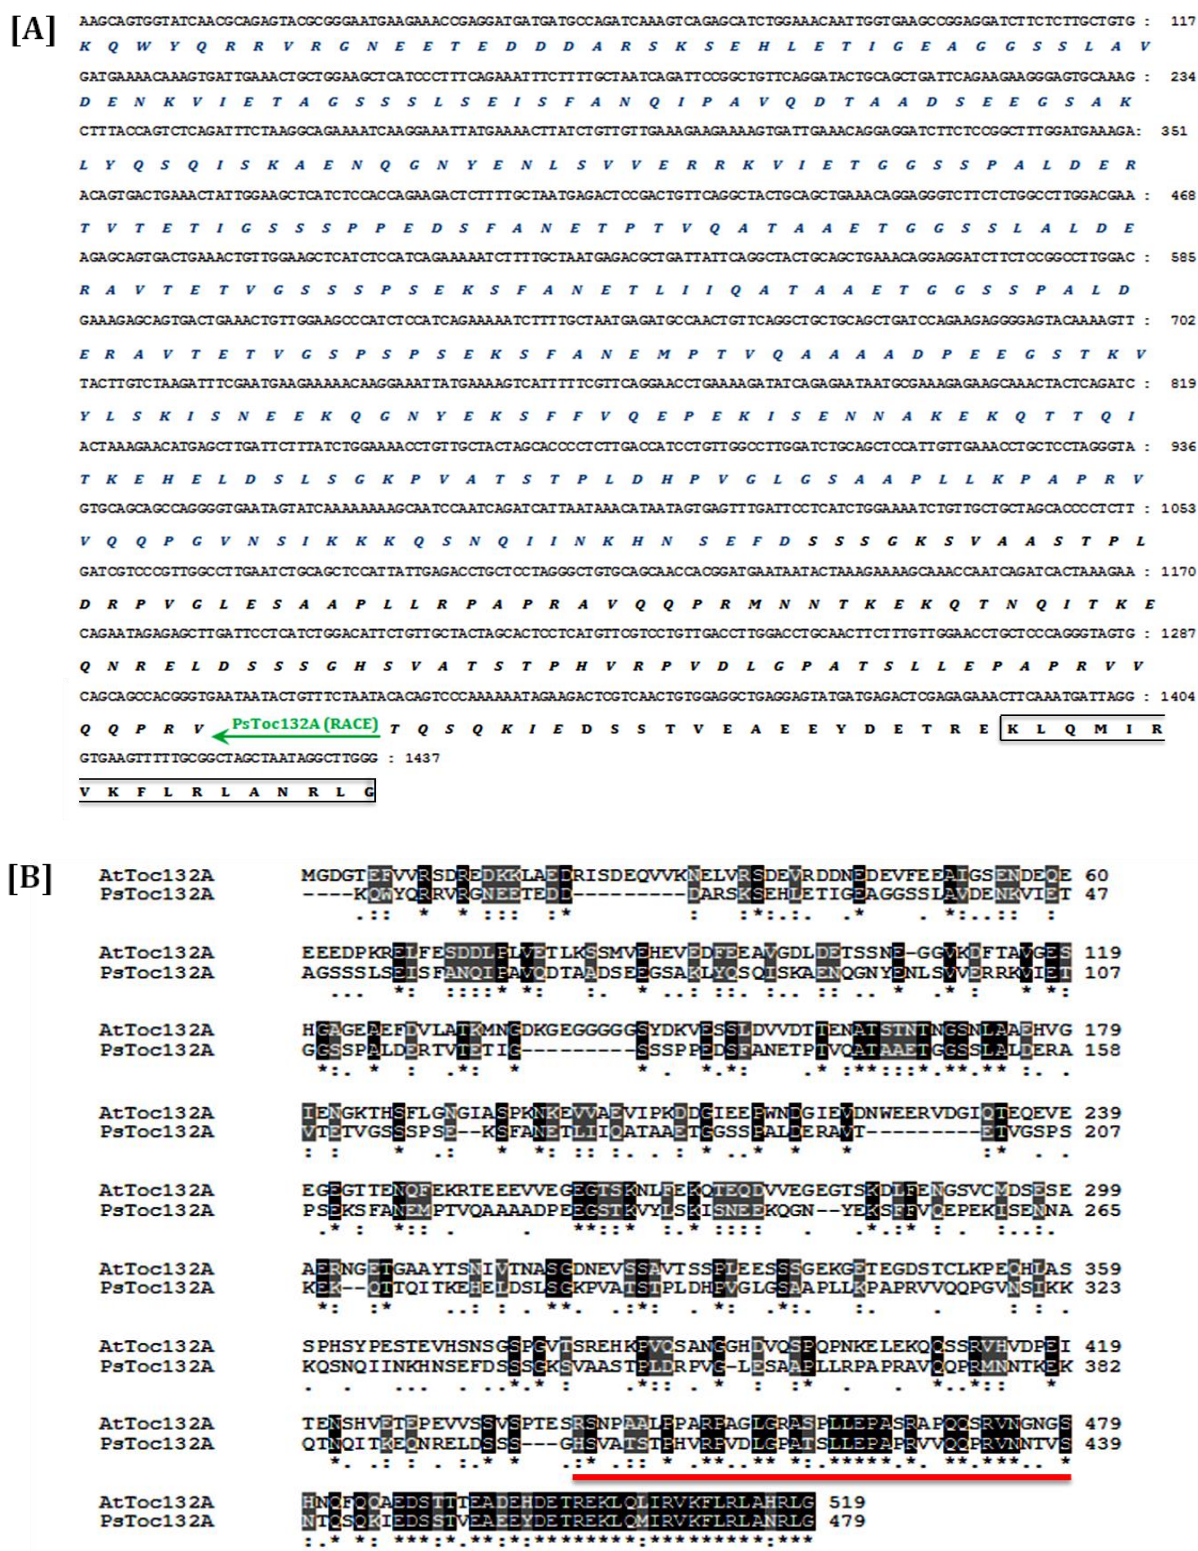 [A]
AAGCAGTGGTATCAACGCAGAGTACGCGGGAATGAAGAAACCGAGGATGATGATGCCAGATCAAAGTCAGAGCATCTGGAAACAATTGGTGAAGCCGGAGGATCTTCTCTTGCTGTG : 117
K Q W Y Q R R V R G N E E T E D D D A R S K S E H L E T I G E A G G S S L A V
GATGAAAACAAAGTGATTGAAACTGCTGGAAGCTCATCCCTTTCAGAAATTTCTTTTGCTAATCAGATTCCGGCTGTTCAGGATACTGCAGCTGATTCAGAAGAAGGGAGTGCAAAG : 234
D E N K V I E T A G S S S L S E I S F A N Q I P A V Q D T A A D S E E G S A K
CTTTACCAGTCTCAGATTTCTAAGGCAGAAAATCAAGGAAATTATGAAAACTTATCTGTTGTTGAAAGAAGAAAAGTGATTGAAACAGGAGGATCTTCTCCGGCTTTGGATGAAAGA: 351
L Y Q S Q I S K A E N Q G N Y E N L S V V E R R K V I E T G G S S P A L D E R
ACAGTGACTGAAACTATTGGAAGCTCATCTCCACCAGAAGACTCTTTTGCTAATGAGACTCCGACTGTTCAGGCTACTGCAGCTGAAACAGGAGGGTCTTCTCTGGCCTTGGACGAA : 468
T V T E T I G S S S P P E D S F A N E T P T V Q A T A A E T G G S S L A L D E
AGAGCAGTGACTGAAACTGTTGGAAGCTCATCTCCATCAGAAAAATCTTTTGCTAATGAGACGCTGATTATTCAGGCTACTGCAGCTGAAACAGGAGGATCTTCTCCGGCCTTGGAC : 585
R A V T E T V G S S S P S E K S F A N E T L I I Q A T A A E T G G S S P A L D
GAAAGAGCAGTGACTGAAACTGTTGGAAGCCCATCTCCATCAGAAAAATCTTTTGCTAATGAGATGCCAACTGTTCAGGCTGCTGCAGCTGATCCAGAAGAGGGGAGTACAAAAGTT : 702
E R A V T E T V G S P S P S E K S F A N E M P T V Q A A A A D P E E G S T K V
TACTTGTCTAAGATTTCGAATGAAGAAAAACAAGGAAATTATGAAAAGTCATTTTTCGTTCAGGAACCTGAAAAGATATCAGAGAATAATGCGAAAGAGAAGCAAACTACTCAGATC : 819
Y L S K I S N E E K Q G N Y E K S F F V Q E P E K I S E N N A K E K Q T T Q I
ACTAAAGAACATGAGCTTGATTCTTTATCTGGAAAACCTGTTGCTACTAGCACCCCTCTTGACCATCCTGTTGGCCTTGGATCTGCAGCTCCATTGTTGAAACCTGCTCCTAGGGTA : 936
T K E H E L D S L S G K P V A T S T P L D H P V G L G S A A P L L K P A P R V
GTGCAGCAGCCAGGGGTGAATAGTATCAAAAAAAAGCAATCCAATCAGATCATTAATAAACATAATAGTGAGTTTGATTCCTCATCTGGAAAATCTGTTGCTGCTAGCACCCCTCTT : 1053
V Q Q P G V N S I K K K Q S N Q I I N K H N S E F D S S S G K S V A A S T P L
GATCGTCCCGTTGGCCTTGAATCTGCAGCTCCATTATTGAGACCTGCTCCTAGGGCTGTGCAGCAACCACGGATGAATAATACTAAAGAAAAGCAAACCAATCAGATCACTAAAGAA : 1170
D R P V G L E S A A P L L R P A P R A V Q Q P R M N N T K E K Q T N Q I T K E
CAGAATAGAGAGCTTGATTCCTCATCTGGACATTCTGTTGCTACTAGCACTCCTCATGTTCGTCCTGTTGACCTTGGACCTGCAACTTCTTTGTTGGAACCTGCTCCCAGGGTAGTG : 1287
Q N R E L D S S S G H S V A T S T P H V R P V D L G P A T S L L E P A P R V V
CAGCAGCCACGGGTGAATAATACTGTTTCTAATACACAGTCCCAAAAAATAGAAGACTCGTCAACTGTGGAGGCTGAGGAGTATGATGAGACTCGAGAGAAACTTCAAATGATTAGG : 1404
Q Q P R V PsToc132A (RACE) T Q S Q K I E D S S T V E A E E Y D E T R E K L Q M I R
GTGAAGTTTTTGCGGCTAGCTAATAGGCTTGGG : 1437
V K F L R L A N R L G
[B]
AtToc132A MGDGTEFVVRSDREDKKLAEDRISDEQVVKNELVRSDEVRDDNEDEVFEEAIGSENDEQE 60
PsToc132A ----KQWYQRRVRGNEETEDD----------DARSKSEHLETIGEAGGSSLAVDENKVIET 47
AtToc132A EEEDPKRELFESDDLPLVETLKSSMVEHEVEDFEEAVGDLDETSSNE-GGVKDFTAVGES 119
PsToc132A AGSSSLSEISFANQIPAVQDTAADSEEGSAKLYQSQISKAENQGNYENLSVVERRKVIET 107
AtToc132A HGAGEAEFDVLATKMNGDKGEGGGGGSYDKVESSLDVVDTTENATSTNTNGSNLAAEHVG 179
PsToc132A GGSSPALDERTVTETIG---------SSSPPEDSFANETPTVQATAAETGGSSLALDERA 158
AtToc132A IENGKTHSFLGNGIASPKNKEVVAEVIPKDDGIEEPWNDGIEVDNWEERVDGIQTEQEVE 239
PsToc132A VTETVGSSSPSE--KSFANETLIIQATAAETGGSSPALDERAVT---------ETVGSPS 207
AtToc132A EGEGTTENQFEKRTEEEVVEGEGTSKNLFEKQTEQDVVEGEGTSKDLFENGSVCMDSESE 299
PsToc132A PSEKSFANEMPTVQAAAADPEEGSTKVYLSKISNEEKQGN--YEKSFFVQEPEKISENNA 265
AtToc132A AERNGETGAAYTSNIVTNASGDNEVSSAVTSSPLEESSSGEKGETEGDSTCLKPEQHLAS 359
PsToc132A KEK--QTTQITKEHELDSLSGKPVATSTPLDHPVGLGSAAPLLKPAPRVVQQPGVNSIKK 323
AtToc132A SPHSYPESTEVHSNSGSPGVTSREHKPVQSANGGHDVQSPQPNKELEKQQSSRVHVDPEI 419
PsToc132A KQSNQIINKHNSEFDSSSGKSVAASTPLDRPVG-LESAAPLLRPAPRAVQQPRMNNTKEK 382
AtToc132A TENSHVETEPEVVSSVSPTESRSNPAALPPARPAGLGRASPLLEPASRAPQQSRVNGNGS 479
PsToc132A QTNQITKEQNRELDSSS---GHSVATSTPHVRPVDLGPATSLLEPAPRVVQQPRVNNTVS 439
AtToc132A HNQFQQAEDSTTTEADEHDETREKLQLIRVKFLRLAHRLG 519
PsToc132A NTQSQKIEDSSTVEAEEYDETREKLQMIRVKFLRLANRLG 479